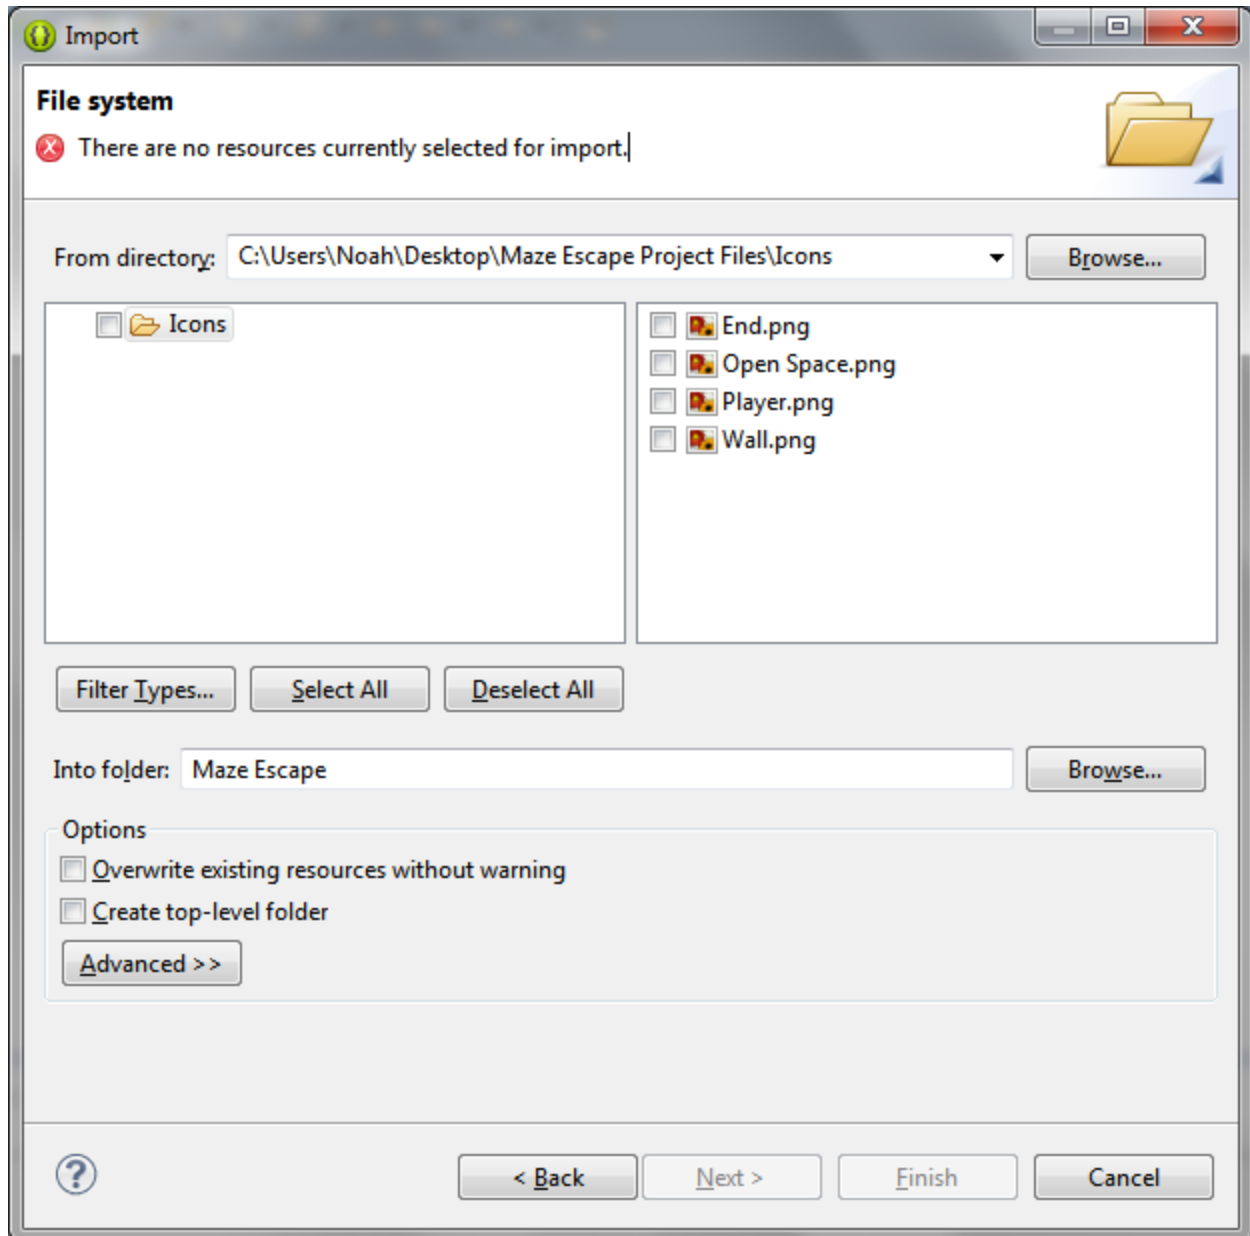 Import
File system
There are no resources currently selected for import.
From directory: C:\Users\Noah\Desktop\Maze Escape Project Files\Icons Browse...
Icons
End.png
Open Space.png
Player.png
Wall.png
Filter Types... Select All Deselect All
Into folder: Maze Escape Browse...
Options
Overwrite existing resources without warning
Create top-level folder
Advanced >>
? < Back Next > Finish Cancel